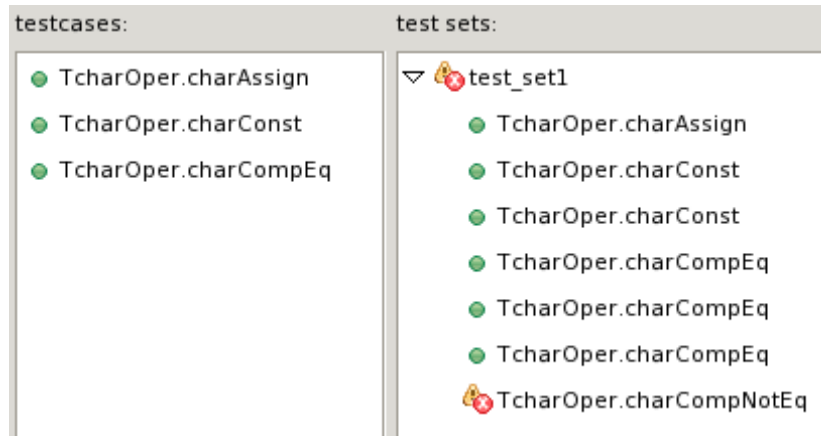 testcases:
TcharOper.charAssign
TcharOper.charConst
TcharOper.charCompEq
test sets:
test_set1
TcharOper.charAssign
TcharOper.charConst
TcharOper.charConst
TcharOper.charCompEq
TcharOper.charCompEq
TcharOper.charCompEq
TcharOper.charCompNotEq